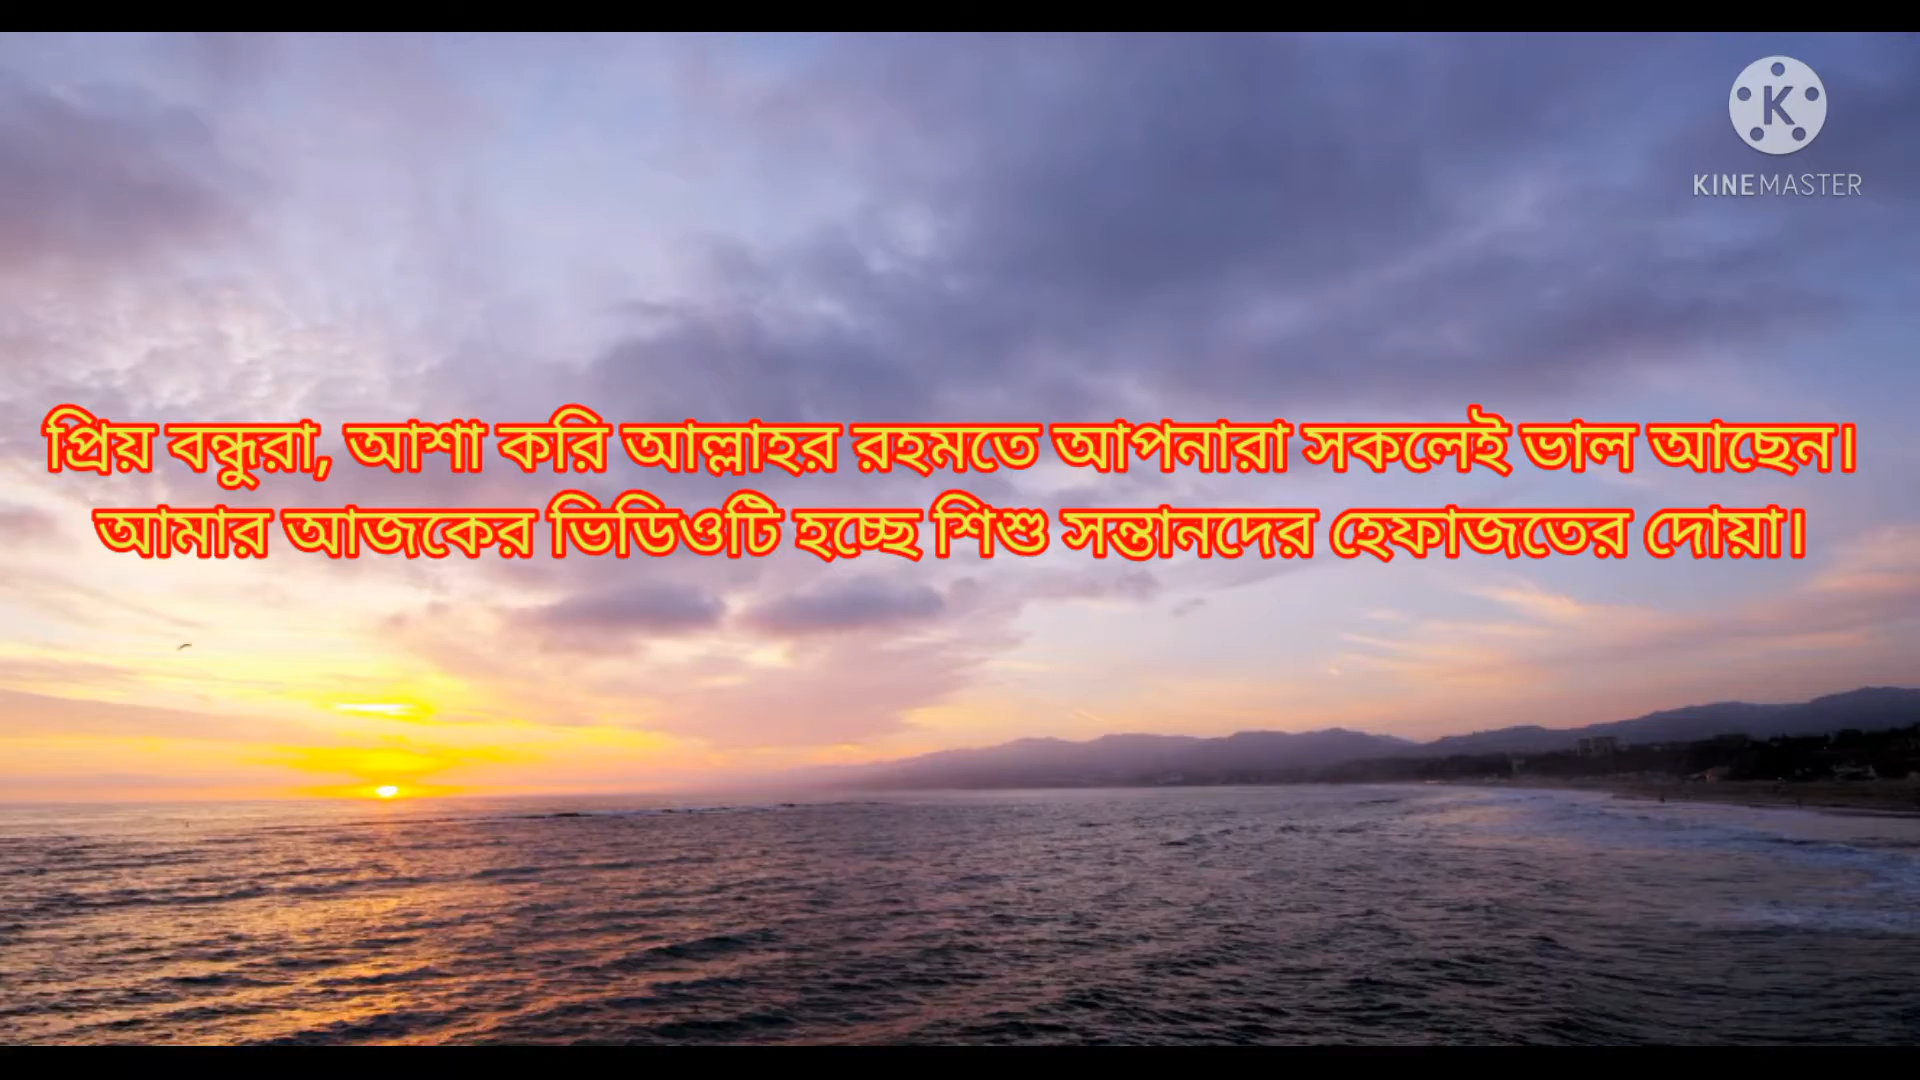 KINEMASTER
প্রিয় বন্ধুরা, আশা করি আল্লাহর রহমতে আপনারা সকলেই ভাল আছেন।
আমার আজকের ভিডিওটি হচ্ছে শিশু সন্তানদের হেফাজতের দোয়া।